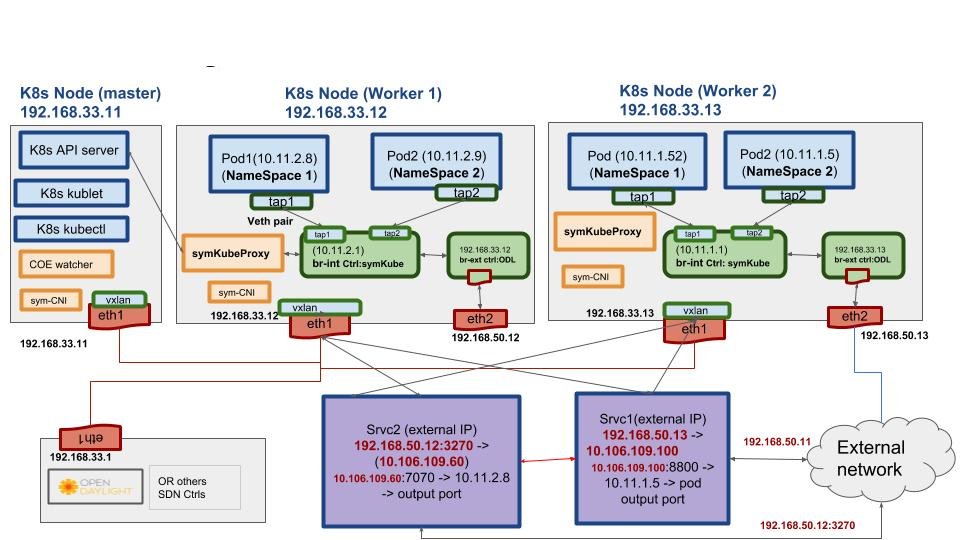 K8s Node (master)
192.168.33.11
K8s API server
K8s kublet
K8s kubectl
COE watcher
sym-CNI
vxlan
eth1
192.168.33.11
K8s Node (Worker 1)
192.168.33.12
Pod1(10.11.2.8)
(NameSpace 1)
tap1
Pod2 (10.11.2.9)
(NameSpace 2)
tap2
Veth pair
symKubeProxy
tap1
tap2
(10.11.2.1)
br-int Ctrl:symKube
192.168.33.12
br-ext ctrl:ODL
sym-CNI
192.168.33.12
vxlan
eth1
eth2
192.168.50.12
K8s Node (Worker 2)
192.168.33.13
Pod (10.11.1.52)
(NameSpace 1)
tap1
Pod2 (10.11.1.5)
(NameSpace 2)
tap2
symKubeProxy
tap1
tap2
(10.11.1.1)
br-int Ctrl: symKube
192.168.33.13
br-ext ctrl:ODL
sym-CNI
192.168.33.13
vxlan
eth1
eth2
192.168.50.13
eth1
192.168.33.1
OPEN
DAYLIGHT
OR others
SDN Ctrls
Srvc2 (external IP)
192.168.50.12:3270 ->
(10.106.109.60)
10.106.109.60:7070 -> 10.11.2.8
-> output port
Srvc1(external IP)
192.168.50.13 ->
10.106.109.100
10.106.109.100:8800 ->
10.11.1.5 -> pod
output port
192.168.50.11
External
network
192.168.50.12:3270